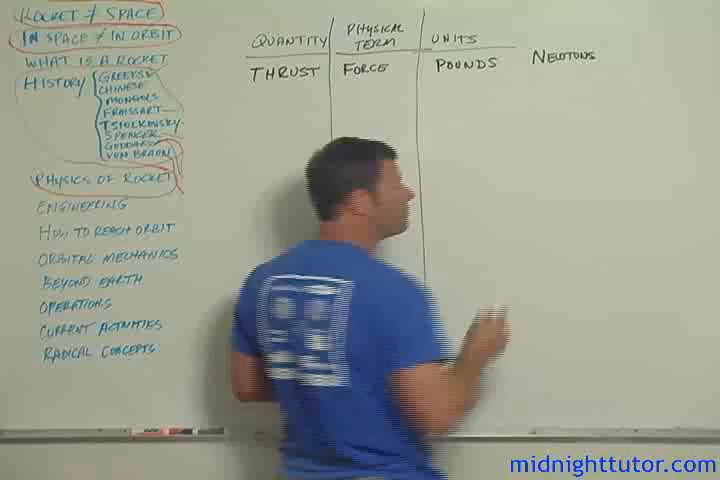 ROCKET ≠ SPACE
IN SPACE ≠ IN ORBIT
WHAT IS A ROCKET
HISTORY
GREEKS
CHINESE
MONGOLS
FROISSART
TSIOLKOVSKY
SPENCER
GODDARD
VON BRAUN
PHYSICS OF ROCKET
ENGINEERING
HOW TO REACH ORBIT
ORBITAL MECHANICS
BEYOND EARTH
OPERATIONS
CURRENT ACTIVITIES
RADICAL CONCEPTS
QUANTITY PHYSICAL TERM UNITS
THRUST FORCE POUNDS NEWTONS
midnighttutor.com